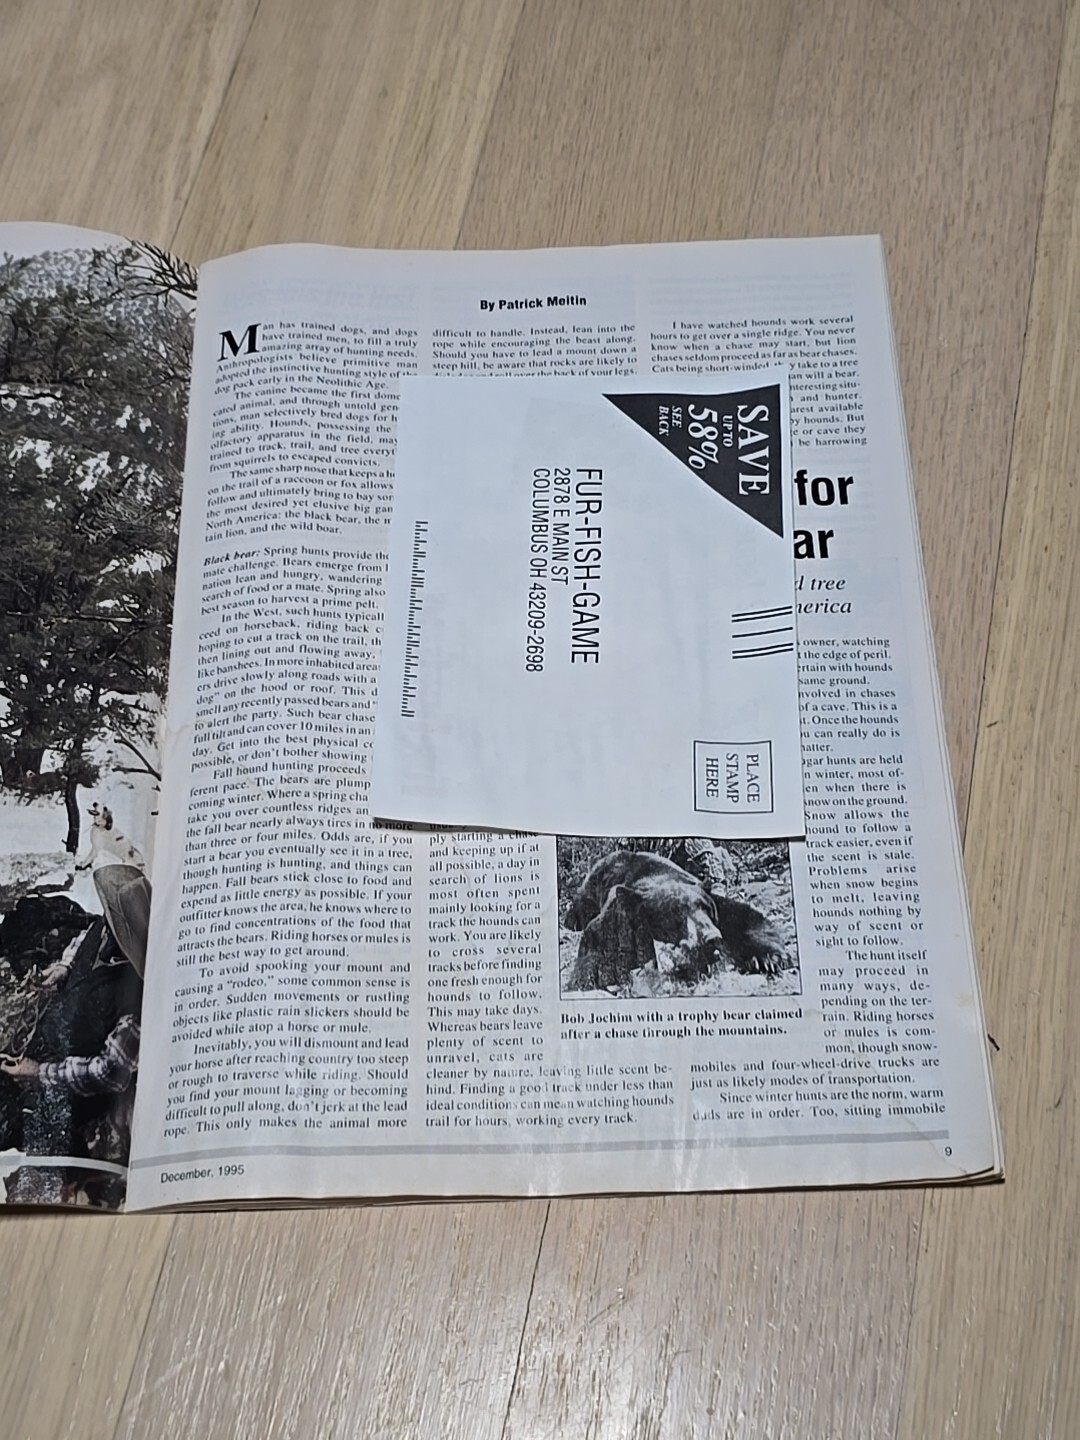 By Patrick Meitin
Man has trained dogs, and dogs
have trained men, to fill a truly
amazing array of hunting needs.
Anthropologists believe primitive man
adopted the instinctive hunting style of the
dog pack early in the Neolithic Age.
The canine became the first dome
cated animal, and through untold gen
tions, man selectively bred dogs for h
ing ability. Hounds, possessing the
olfactory apparatus in the field, may
trained to track, trail, and tree everyt
from squirrels to escaped convicts.
The same sharp nose that keeps a h
on the trail of a raccoon or fox allows
follow and ultimately bring to bay sor
the most desired yet elusive big gam
North America: the black bear, the m
tain lion, and the wild boar.
Black bear: Spring hunts provide the
mate challenge. Bears emerge from
nation lean and hungry, wandering
search of food or a mate. Spring also
best season to harvest a prime pelt.
In the West, such hunts typicall
ceed on horseback, riding back c
hoping to cut a track on the trail, th
then lining out and flowing away,
like banshees. In more inhabited area
ers drive slowly along roads with a
dog" on the hood or roof. This d
smell any recently passed bears and "
to alert the party. Such bear chase
full tilt and can cover 10 miles in an
day. Get into the best physical co
possible, or don't bother showing
Fall hound hunting proceeds
ferent pace. The bears are plump
coming winter. Where a spring cha
take you over countless ridges an
the fall bear nearly always tires in no more
than three or four miles. Odds are, if you
start a bear you eventually see it in a tree,
though hunting is hunting, and things can
happen. Fall bears stick close to food and
expend as little energy as possible. If your
outfitter knows the area, he knows where to
go to find concentrations of the food that
attracts the bears. Riding horses or mules is
still the best way to get around.
To avoid spooking your mount and
causing a "rodeo," some common sense is
in order. Sudden movements or rustling
objects like plastic rain slickers should be
avoided while atop a horse or mule.
Inevitably, you will dismount and lead
your horse after reaching country too steep
or rough to traverse while riding. Should
you find your mount lagging or becoming
difficult to pull along, don't jerk at the lead
rope. This only makes the animal more
difficult to handle. Instead, lean into the
rope while encouraging the beast along.
Should you have to lead a mount down a
steep hill, be aware that rocks are likely to
the back of your legs.
ply starting a chase
and keeping up if at
all possible, a day in
search of lions is
most often spent
mainly looking for a
track the hounds can
work. You are likely
to cross several
tracks before finding
one fresh enough for
hounds to follow.
This may take days.
Whereas bears leave
plenty of scent to
unravel, cats are
cleaner by nature, leaving little scent be-
hind. Finding a good track under less than
ideal conditions can mean watching hounds
trail for hours, working every track.
I have watched hounds work several
hours to get over a single ridge. You never
know when a chase may start, but lion
chases seldom proceed as far as bear chases.
Cats being short-winded take to a tree
an will a bear.
nteresting situ-
and hunter.
arest available
by hounds. But
or cave they
be harrowing
for
ar
d tree
merica
owner, watching
the edge of peril.
rtain with hounds
same ground.
nvolved in chases
of a cave. This is a
t. Once the hounds
u can really do is
natter.
gar hunts are held
n winter, most of-
en when there is
snow on the ground.
Snow allows the
hound to follow a
track easier, even if
the scent is stale.
Problems arise
when snow begins
to melt, leaving
hounds nothing by
way of scent or
sight to follow.
The hunt itself
may proceed in
many ways, de-
pending on the ter-
rain. Riding horses
or mules is com-
mon, though snow-
mobiles and four-wheel-drive trucks are
just as likely modes of transportation.
Since winter hunts are the norm, warm
duds are in order. Too, sitting immobile
Bob Jochim with a trophy bear claimed
after a chase through the mountains.
December, 1995
9
SAVE
UP TO
58%
SEE
BACK
FUR-FISH-GAME
2878 E MAIN ST
COLUMBUS OH 43209-2698
PLACE
STAMP
HERE